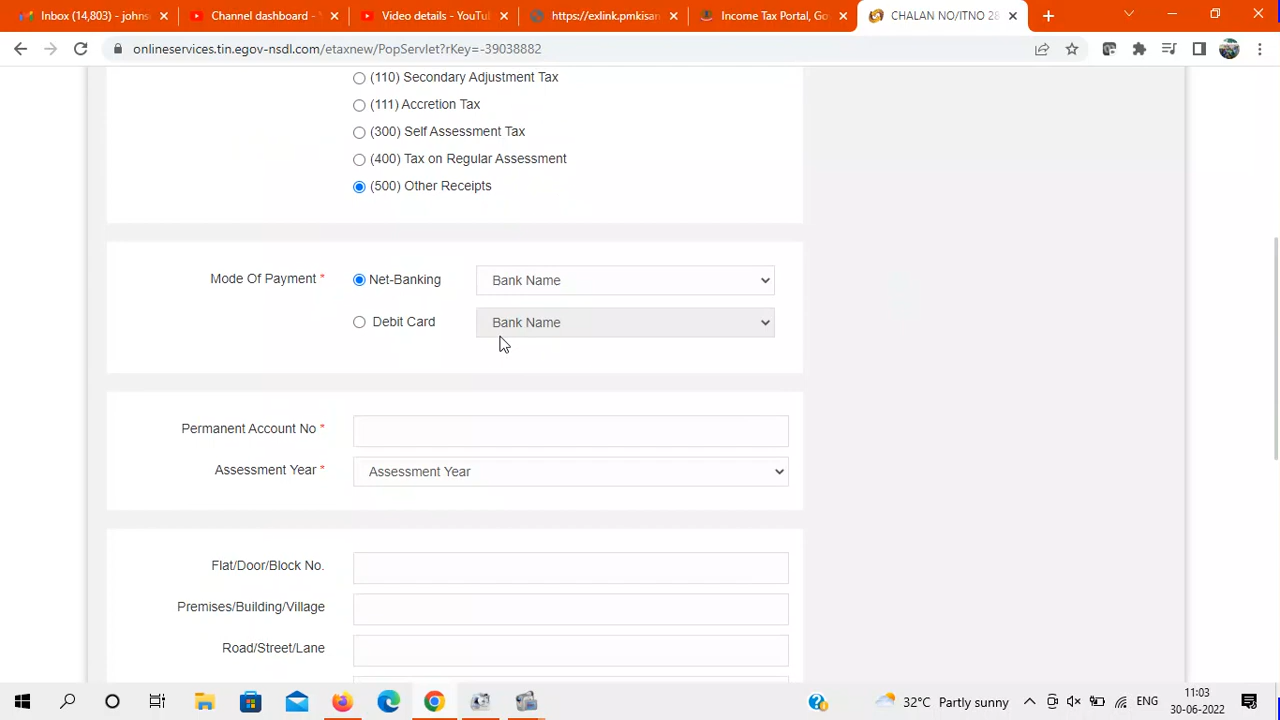 Inbox (14,803) - johns
Channel dashboard - Y
Video details - YouTu
https://exlink.pmkisan
Income Tax Portal, Go
CHALAN NO/ITNO 28
onlineservices.tin.egov-nsdl.com/etaxnew/PopServlet?rKey=-39038682
(110) Secondary Adjustment Tax
(111) Accretion Tax
(300) Self Assessment Tax
(400) Tax on Regular Assessment
(500) Other Receipts
Mode Of Payment * Net-Banking Bank Name
Debit Card Bank Name
Permanent Account No *
Assessment Year * Assessment Year
Flat/Door/Block No.
Premises/Building/Village
Road/Street/Lane
32°C Partly sunny ENG 11:03
30-06-2022